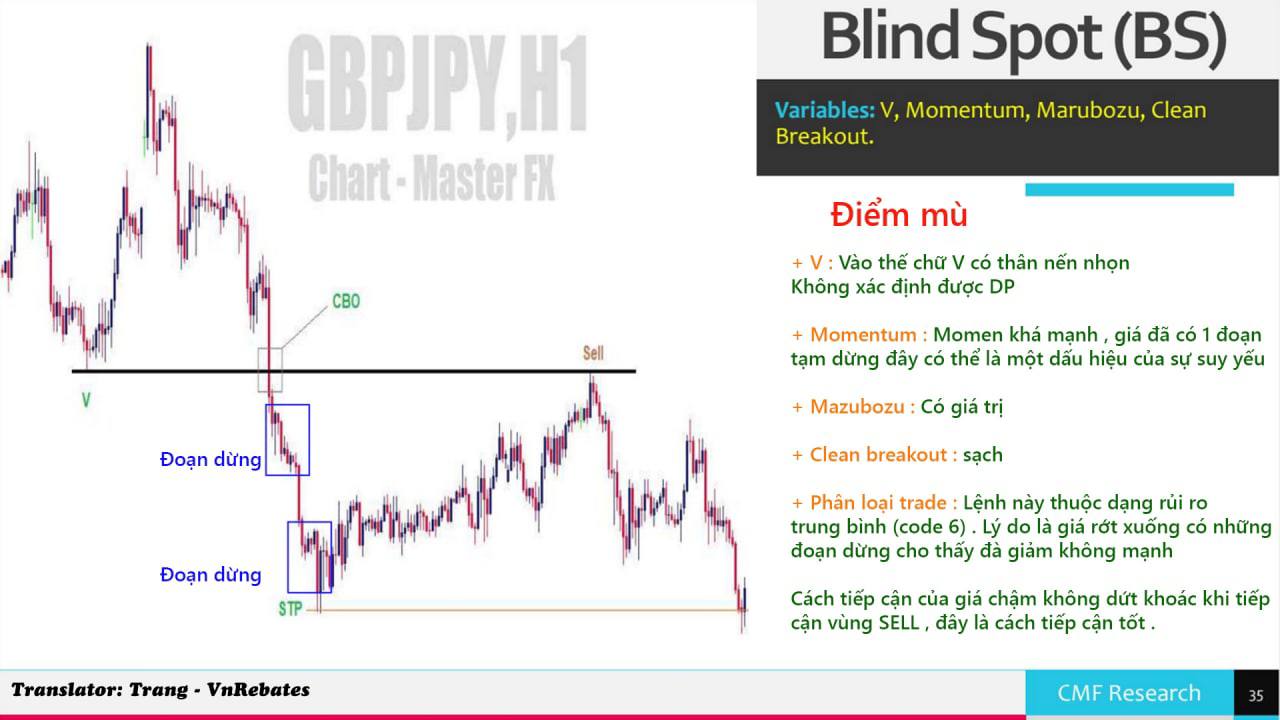 GBPJPY,H1
Chart - Master FX
CBO
Sell
V
Đoạn dừng
Đoạn dừng
STP
Blind Spot (BS)
Variables: V, Momentum, Marubozu, Clean
Breakout.
Điểm mù
+ V : Vào thế chữ V có thân nến nhọn
Không xác định được DP
+ Momentum : Momen khá mạnh , giá đã có 1 đoạn
tạm dừng đây có thể là một dấu hiệu của sự suy yếu
+ Mazubozu : Có giá trị
+ Clean breakout : sạch
+ Phân loại trade : Lệnh này thuộc dạng rủi ro
trung bình (code 6) . Lý do là giá rớt xuống có những
đoạn dừng cho thấy đà giảm không mạnh
Cách tiếp cận của giá chậm không dứt khoác khi tiếp
cận vùng SELL , đây là cách tiếp cận tốt .
Translator: Trang - VnRebates
CMF Research
35